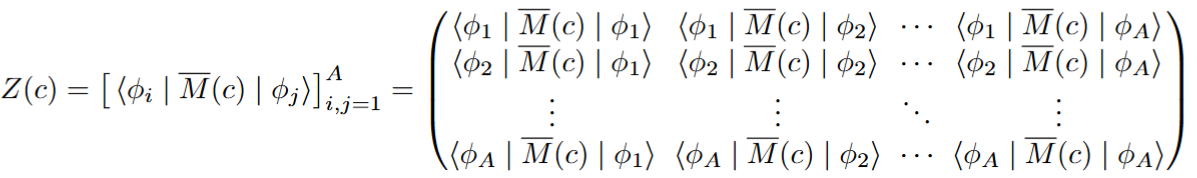 Z(c) = [⟨ϕ_i | M̅(c) | ϕ_j⟩]^A_{i,j=1} = ( ⟨ϕ_1 | M̅(c) | ϕ_1⟩ ⟨ϕ_1 | M̅(c) | ϕ_2⟩ ⋯ ⟨ϕ_1 | M̅(c) | ϕ_A⟩
⟨ϕ_2 | M̅(c) | ϕ_1⟩ ⟨ϕ_2 | M̅(c) | ϕ_2⟩ ⋯ ⟨ϕ_2 | M̅(c) | ϕ_A⟩
⋮ ⋮ ⋱ ⋮
⟨ϕ_A | M̅(c) | ϕ_1⟩ ⟨ϕ_A | M̅(c) | ϕ_2⟩ ⋯ ⟨ϕ_A | M̅(c) | ϕ_A⟩ )